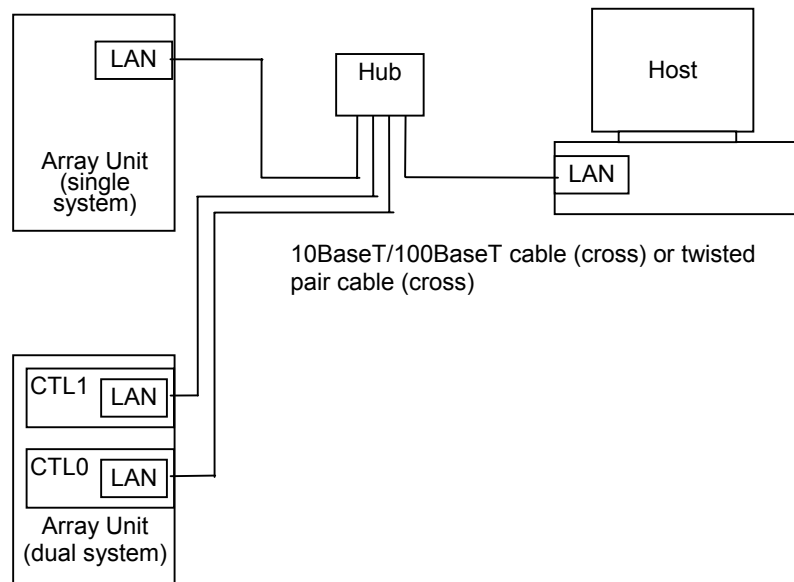 LAN
Array Unit
(single
system)
Hub
Host
LAN
10BaseT/100BaseT cable (cross) or twisted
pair cable (cross)
CTL1
LAN
CTL0
LAN
Array Unit
(dual system)